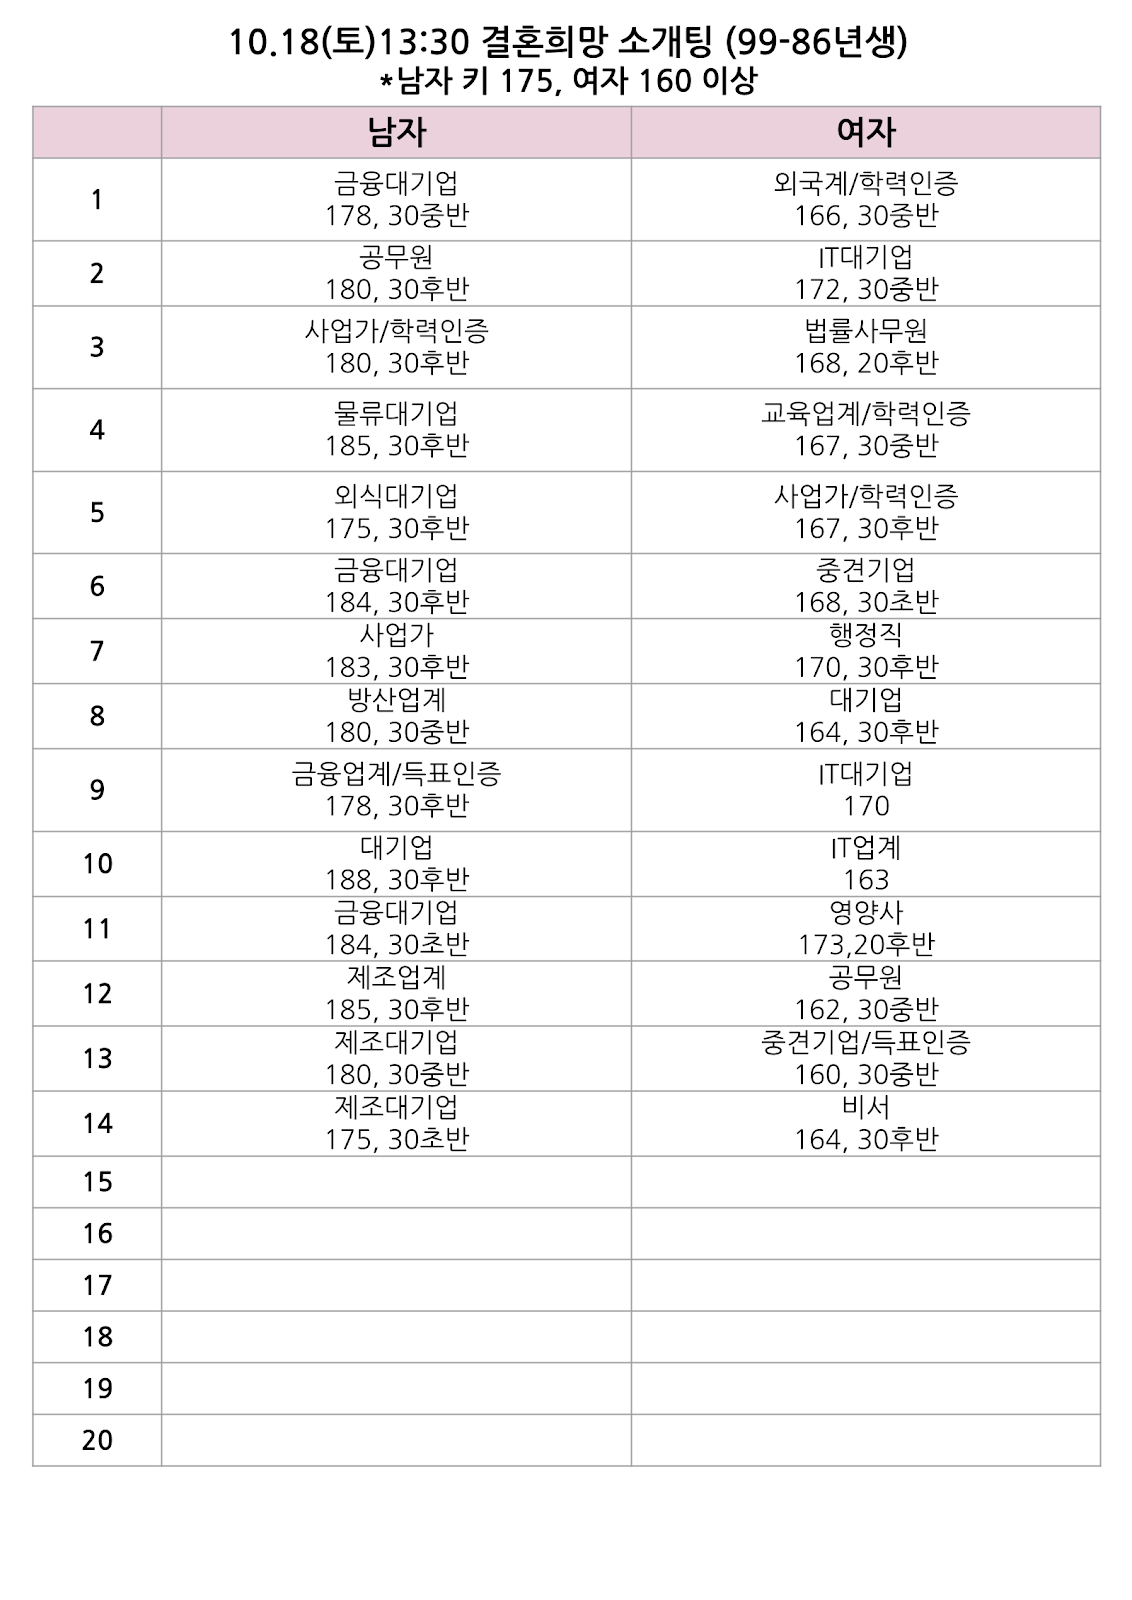 10.18(토)13:30 결혼희망 소개팅 (99-86년생)
*남자 키 175, 여자 160 이상
남자 여자
1
금융대기업
178, 30중반
외국계/학력인증
166, 30중반
2
공무원
180, 30후반
IT대기업
172, 30중반
3
사업가/학력인증
180, 30후반
법률사무원
168, 20후반
4
물류대기업
185, 30후반
교육업계/학력인증
167, 30중반
5
외식대기업
175, 30후반
사업가/학력인증
167, 30후반
6
금융대기업
184, 30후반
중견기업
168, 30초반
7
사업가
183, 30후반
행정직
170, 30후반
8
방산업계
180, 30중반
대기업
164, 30후반
9
금융업계/득표인증
178, 30후반
IT대기업
170
10
대기업
188, 30후반
IT업계
163
11
금융대기업
184, 30초반
영양사
173,20후반
12
제조업계
185, 30후반
공무원
162, 30중반
13
제조대기업
180, 30중반
중견기업/득표인증
160, 30중반
14
제조대기업
175, 30초반
비서
164, 30후반
15
16
17
18
19
20